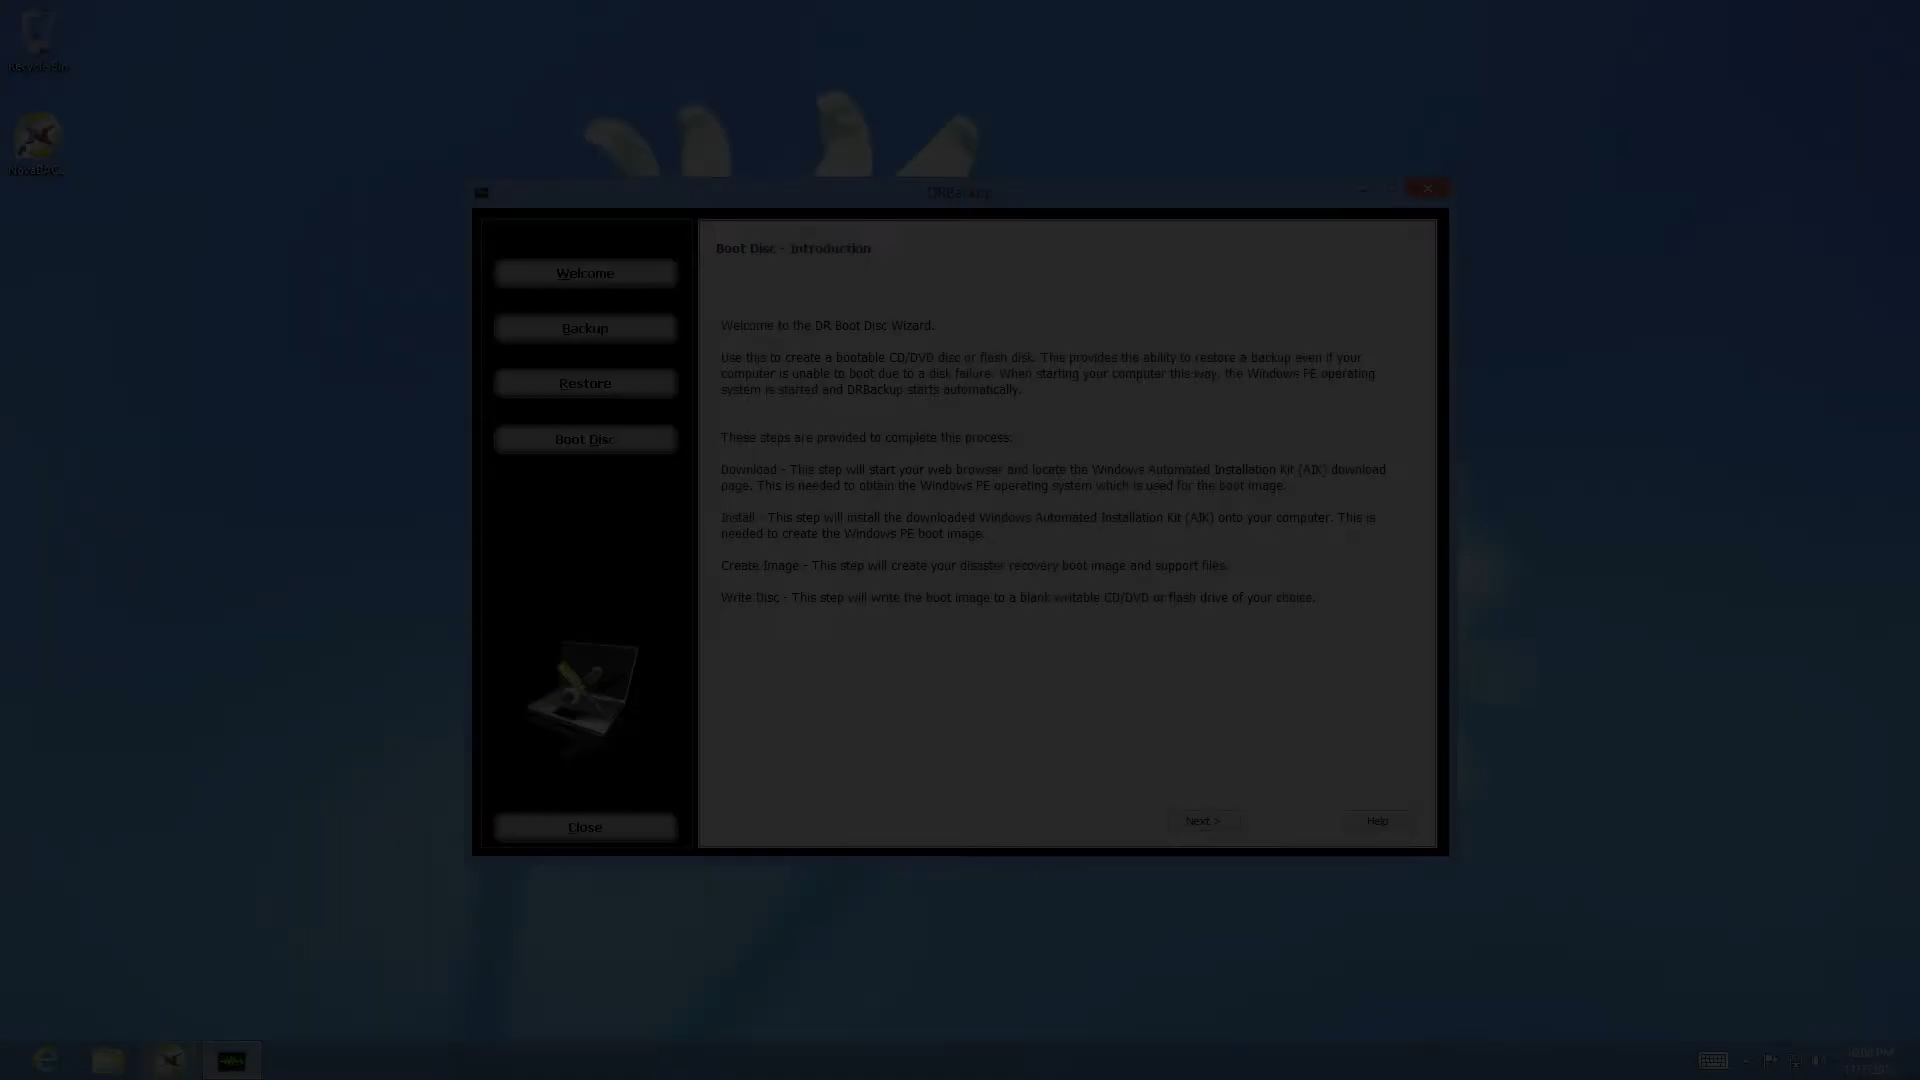 Recycle Bin
DRBackup
Boot Disc - Introduction
Welcome
Backup
Restore
Boot Disc
Close
Welcome to the DR Boot Disc Wizard.
Use this to create a bootable CD/DVD disc or flash disk. This provides the ability to restore a backup even if your
computer is unable to boot due to a disk failure. When starting your computer this way, the Windows PE operating
system is started and DRBackup starts automatically.
These steps are provided to complete this process:
Download - This step will start your web browser and locate the Windows Automated Installation Kit (AIK) download
page. This is needed to obtain the Windows PE operating system which is used for the boot image.
Install - This step will install the downloaded Windows Automated Installation Kit (AIK) onto your computer. This is
needed to create the Windows PE boot image.
Create Image - This step will create your disaster recovery boot image and support files.
Write Disc - This step will write the boot image to a blank writable CD/DVD or flash drive of your choice.
Next >
Help